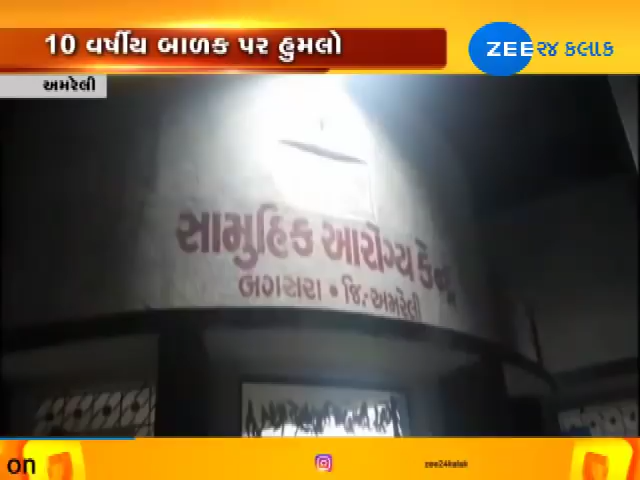 10 વર્ષીય બાળક પર હુમલો
ZEE ૨૪ કલાક
અમરેલી
સામુહિક આરોગ્ય કેન્દ્ર
બગસરા • જિ.અમરેલી
on
zee24kalak